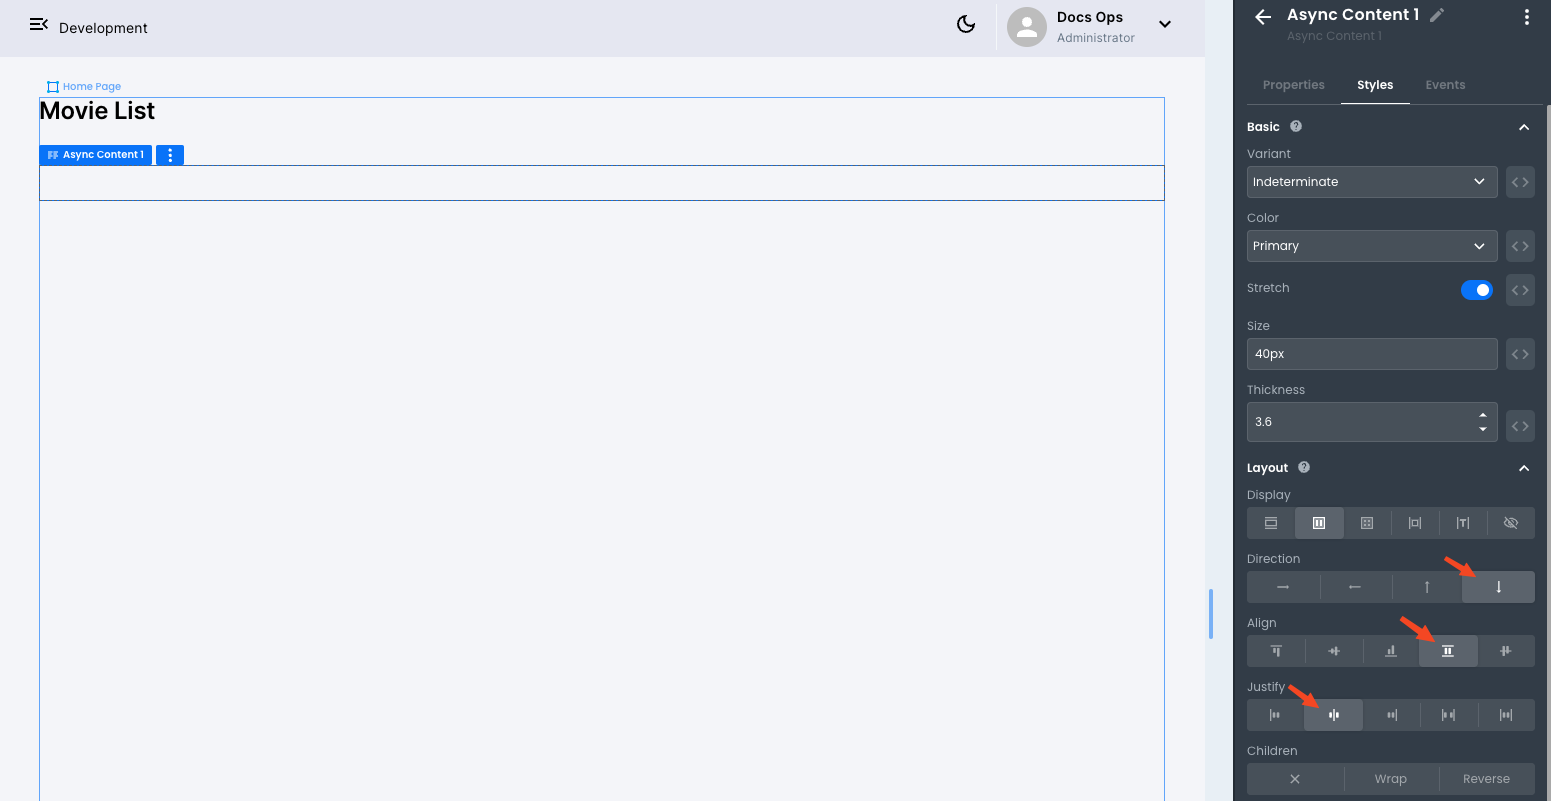 Development
Docs Ops
Administrator
Home Page
Movie List
Async Content 1
Async Content 1
Async Content 1
Properties
Styles
Events
Basic
Variant
Indeterminate
Color
Primary
Stretch
Size
40px
Thickness
3.6
Layout
Display
Direction
Align
Justify
Children
Wrap
Reverse